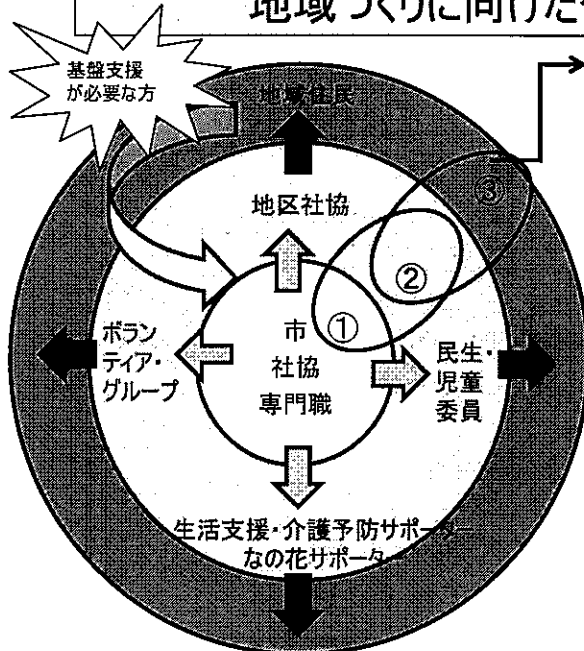 地域づくりに向けた
基盤支援
が必要な方
地域住民
地区社協
③
②
①
市
社協
専門職
ボラン
ティア・
グループ
民生・
児童
委員
生活支援・介護予防サポーター
なの花サポーター